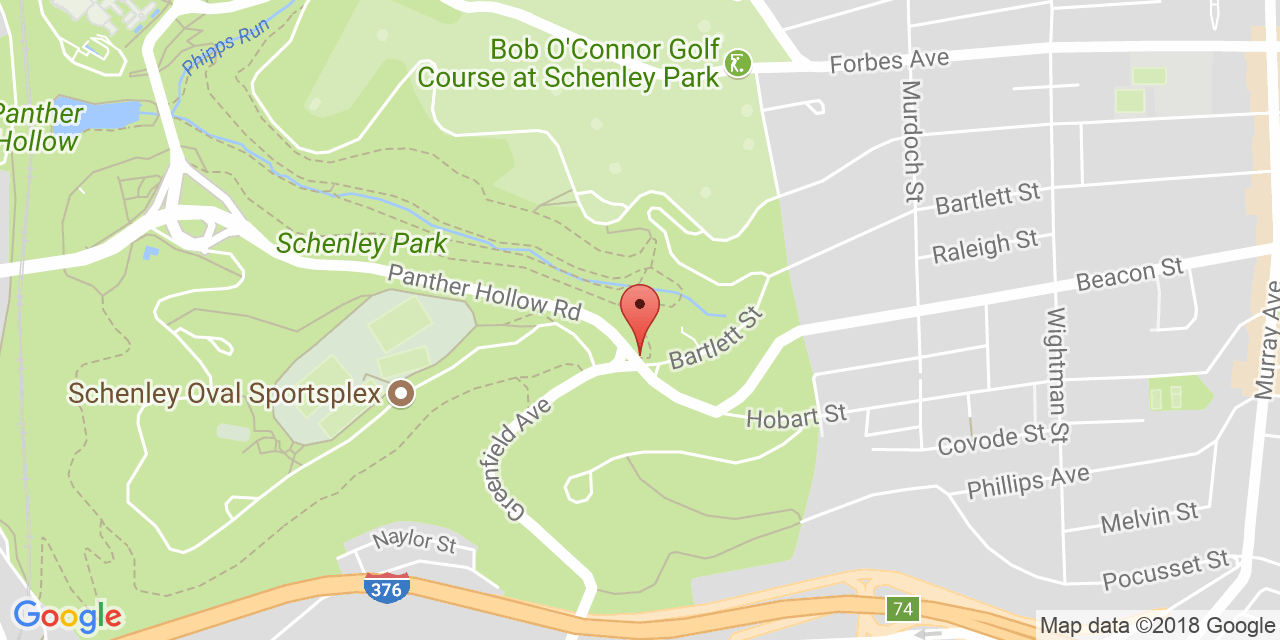 Phipps Run
Bob O'Connor Golf
Course at Schenley Park
Forbes Ave
Panther
Hollow
Murdoch St
Bartlett St
Raleigh St
Schenley Park
Beacon St
Panther Hollow Rd
Murray Ave
Wightman St
Bartlett St
Schenley Oval Sportsplex
Hobart St
Greenfield Ave
Covode St
Phillips Ave
Melvin St
Naylor St
Pocusset St
376
74
Google
Map data ©2018 Google